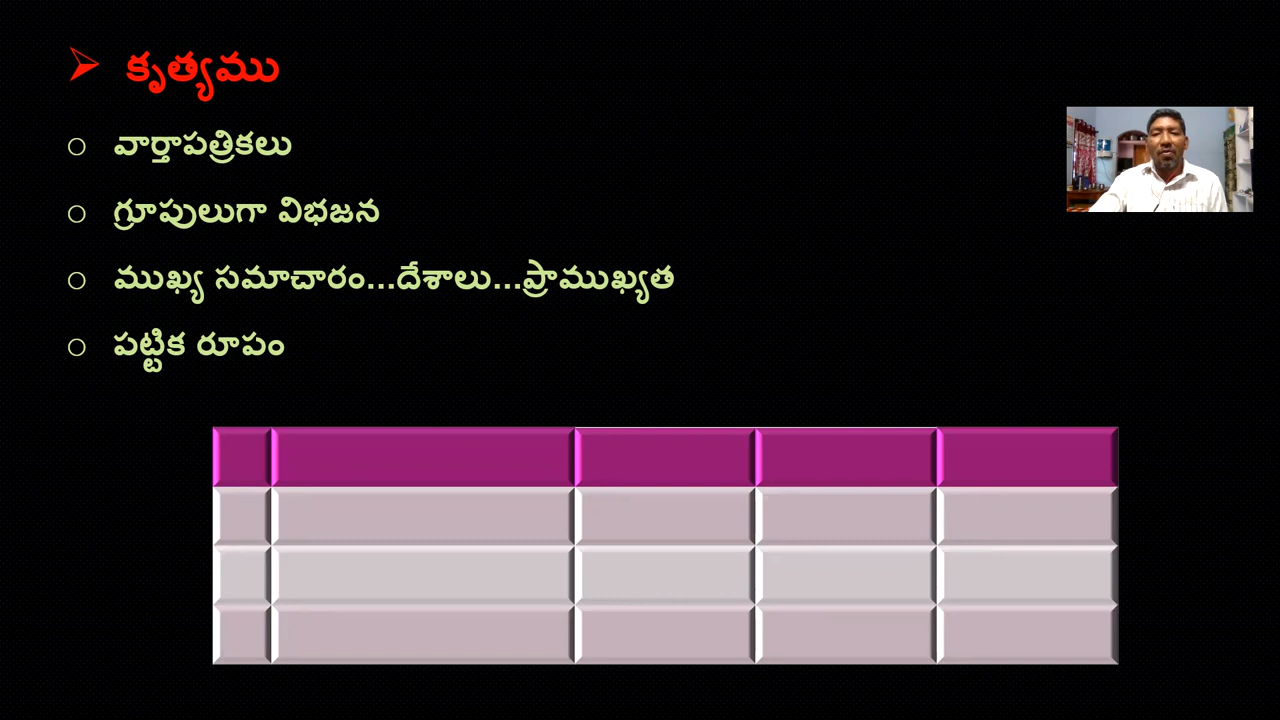 కృత్యము
వార్తాపత్రికలు
గ్రూపులుగా విభజన
ముఖ్య సమాచారం...దేశాలు...ప్రాముఖ్యత
పట్టిక రూపం